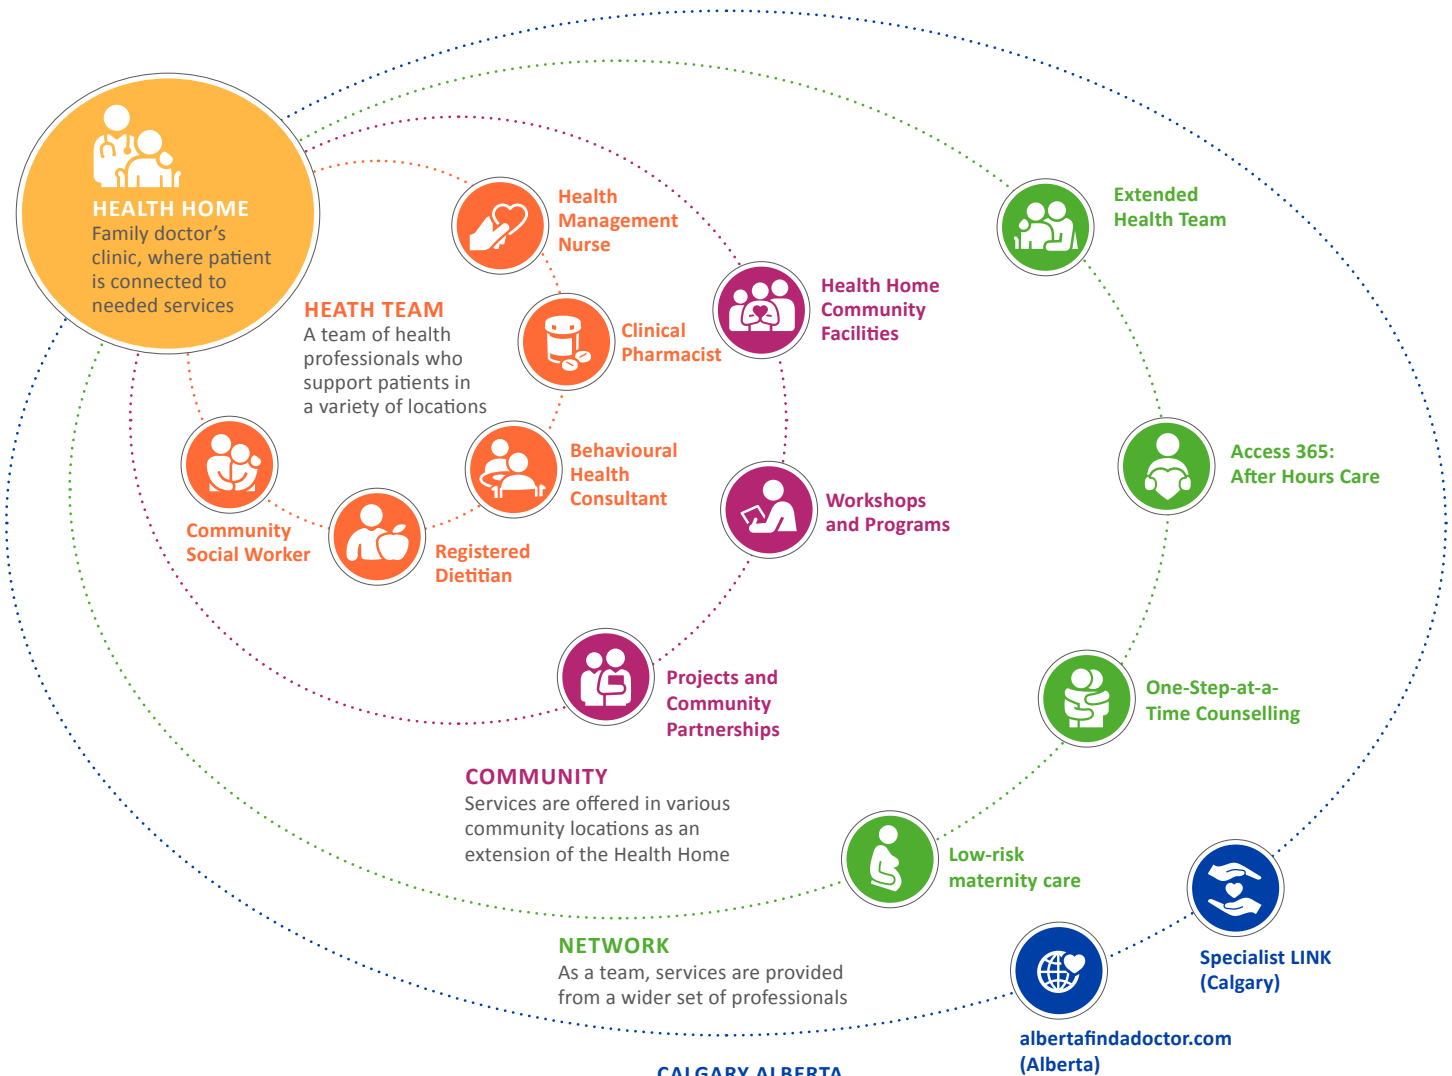 HEALTH HOME
Family doctor's
clinic, where patient
is connected to
needed services
HEATH TEAM
A team of health
professionals who
support patients in
a variety of locations
Health
Management
Nurse
Clinical
Pharmacist
Behavioural
Health
Consultant
Registered
Dietitian
Community
Social Worker
Health Home
Community
Facilities
Workshops
and Programs
Projects and
Community
Partnerships
COMMUNITY
Services are offered in various
community locations as an
extension of the Health Home
Extended
Health Team
Access 365:
After Hours Care
One-Step-at-a-
Time Counselling
Low-risk
maternity care
NETWORK
As a team, services are provided
from a wider set of professionals
Specialist LINK
(Calgary)
albertafindadoctor.com
(Alberta)
CALGARY ALBERTA